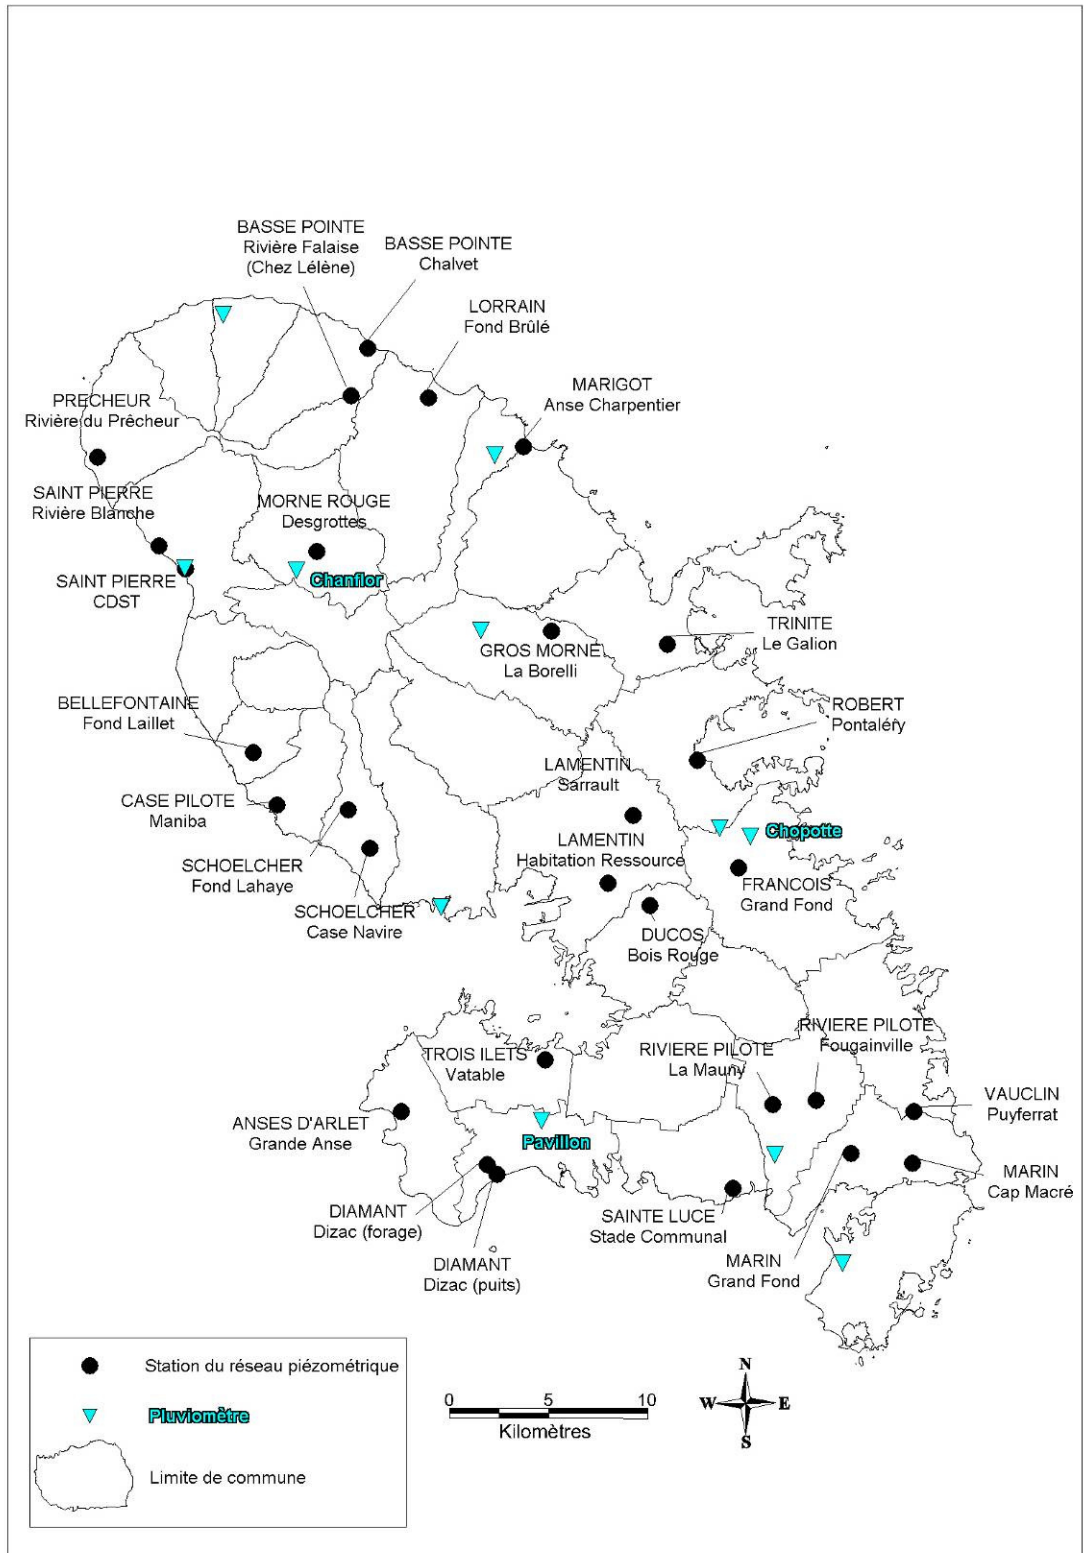 BASSE POINTE
Rivière Falaise
(Chez Lélène)
BASSE POINTE
Chalvet
LORRAIN
Fond Brûlé
MARIGOT
Anse Charpentier
PRECHEUR
Rivière du Prêcheur
SAINT PIERRE
Rivière Blanche
MORNE ROUGE
Desgrottes
Chanflor
SAINT PIERRE
CDST
TRINITE
Le Galion
GROS MORNE
La Borelli
BELLEFONTAINE
Fond Laillet
ROBERT
Pontaléry
LAMENTIN
Sarrault
CASE PILOTE
Maniba
Chopotte
LAMENTIN
Habitation Ressource
SCHOELCHER
Fond Lahaye
FRANCOIS
Grand Fond
SCHOELCHER
Case Navire
DUCOS
Bois Rouge
RIVIERE PILOTE
Fougainville
TROIS ILETS
Vatable
RIVIERE PILOTE
La Mauny
VAUCLIN
Puyferrat
ANSES D'ARLET
Grande Anse
Pavillon
MARIN
Cap Macré
DIAMANT
Dizac (forage)
SAINTE LUCE
Stade Communal
DIAMANT
Dizac (puits)
MARIN
Grand Fond
Station du réseau piézométrique
Pluviomètre
Limite de commune
0 5 10
Kilomètres
N
W E
S